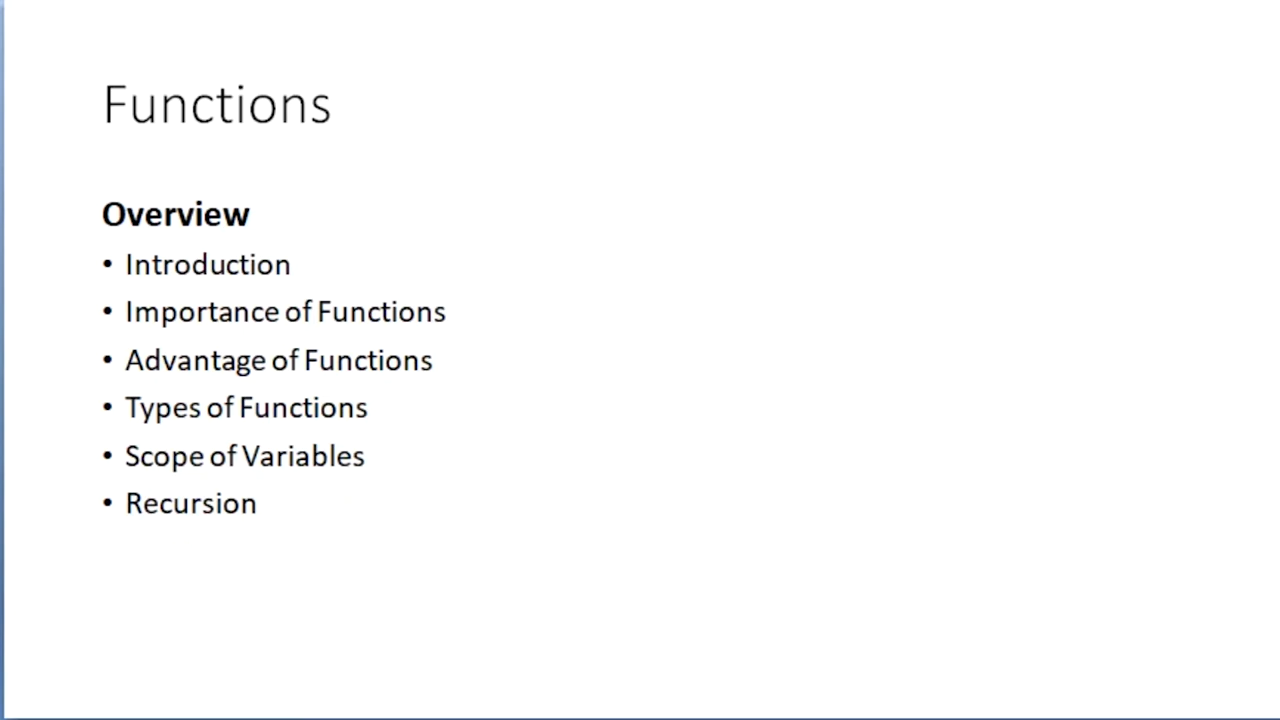 Functions
Overview
• Introduction
• Importance of Functions
• Advantage of Functions
• Types of Functions
• Scope of Variables
• Recursion